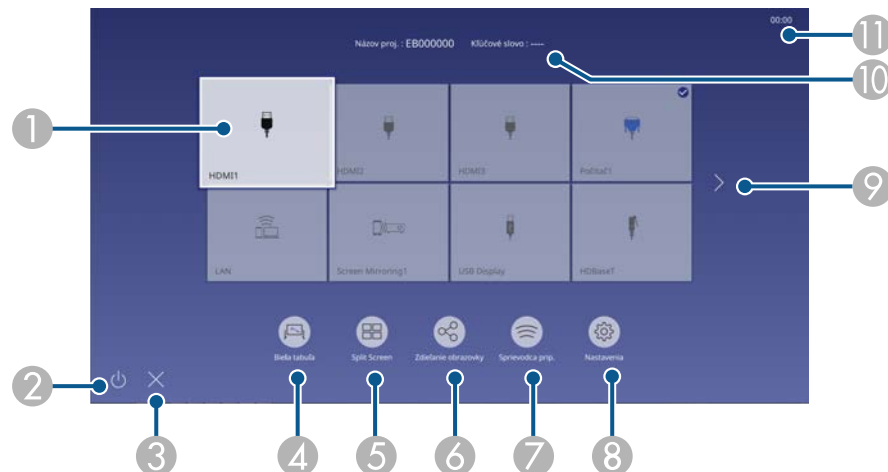 00:00
11
Názov proj. : EB000000 Kľúčové slovo : ----
10
1
HDMI1
HDMI2
HDMI3
Počítač1
9
LAN
Screen Mirroring1
USB Display
HDBaseT
Bieľa tabuľa
Split Screen
Zdieľanie obrazovky
Sprievodca prip.
Nastavenia
2
3
4
5
6
7
8